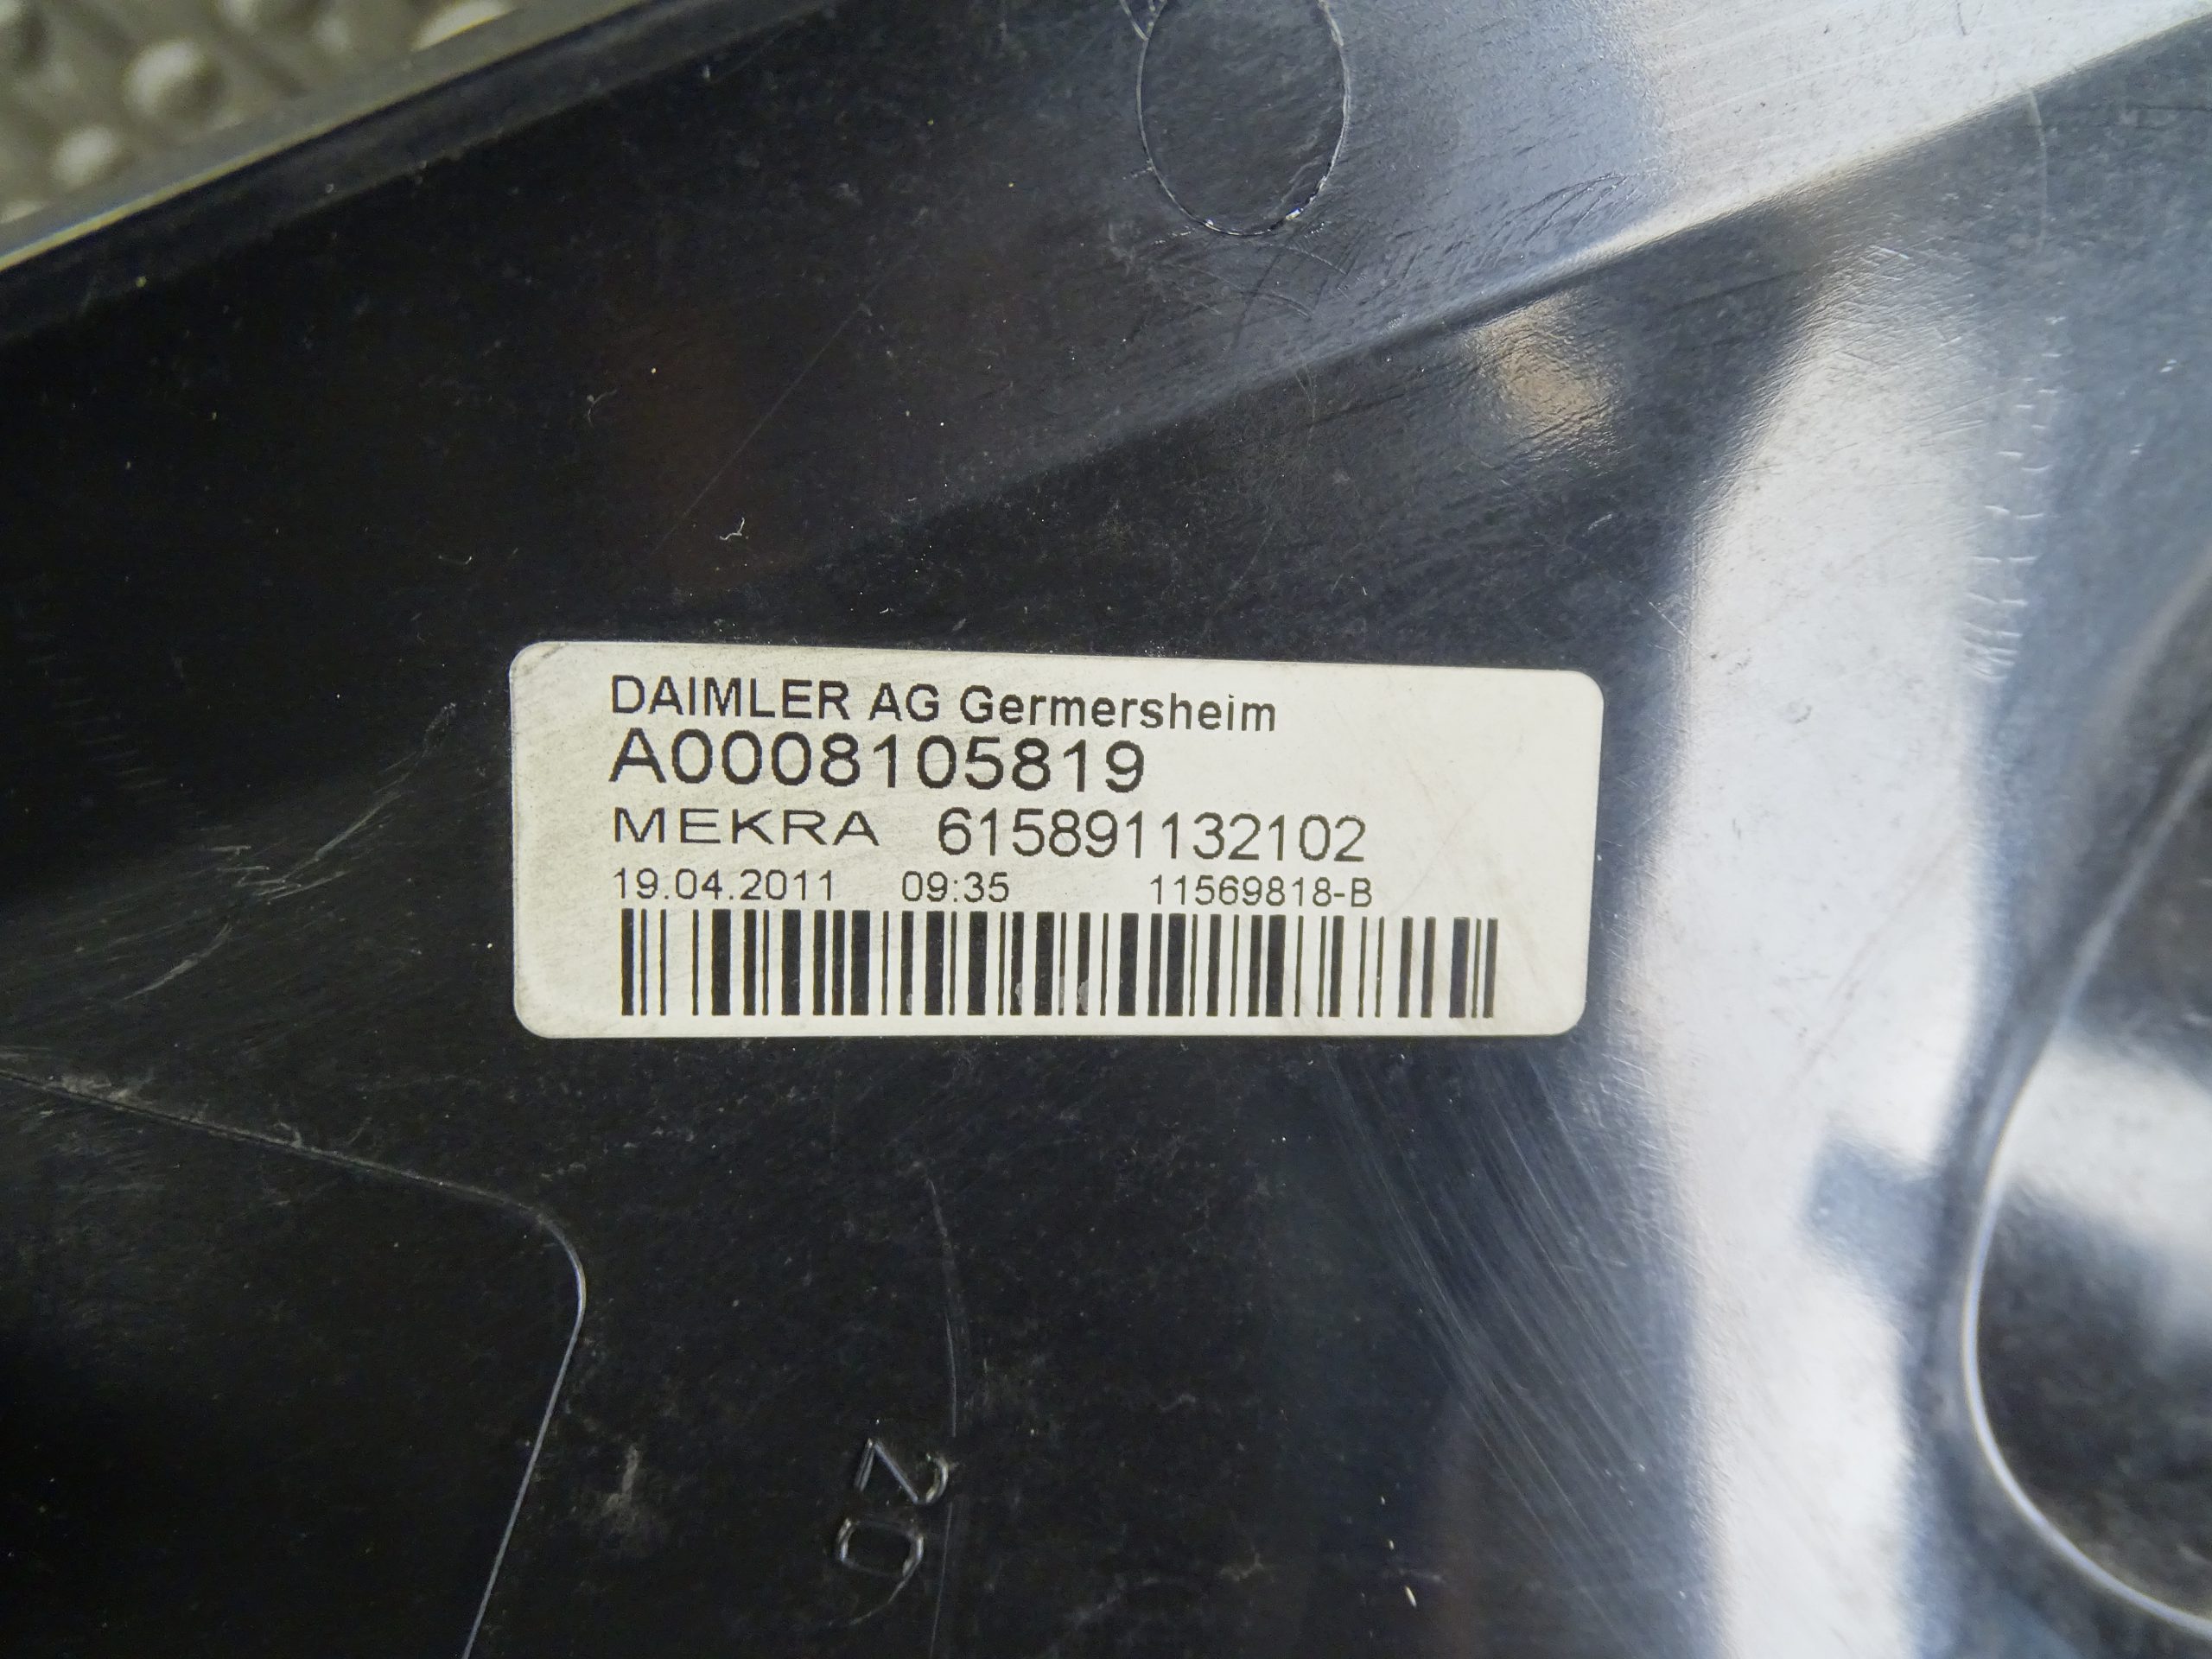 DAIMLER AG Germersheim
A0008105819
MEKRA 615891132102
19.04.2011 09:35 11569818-B
20